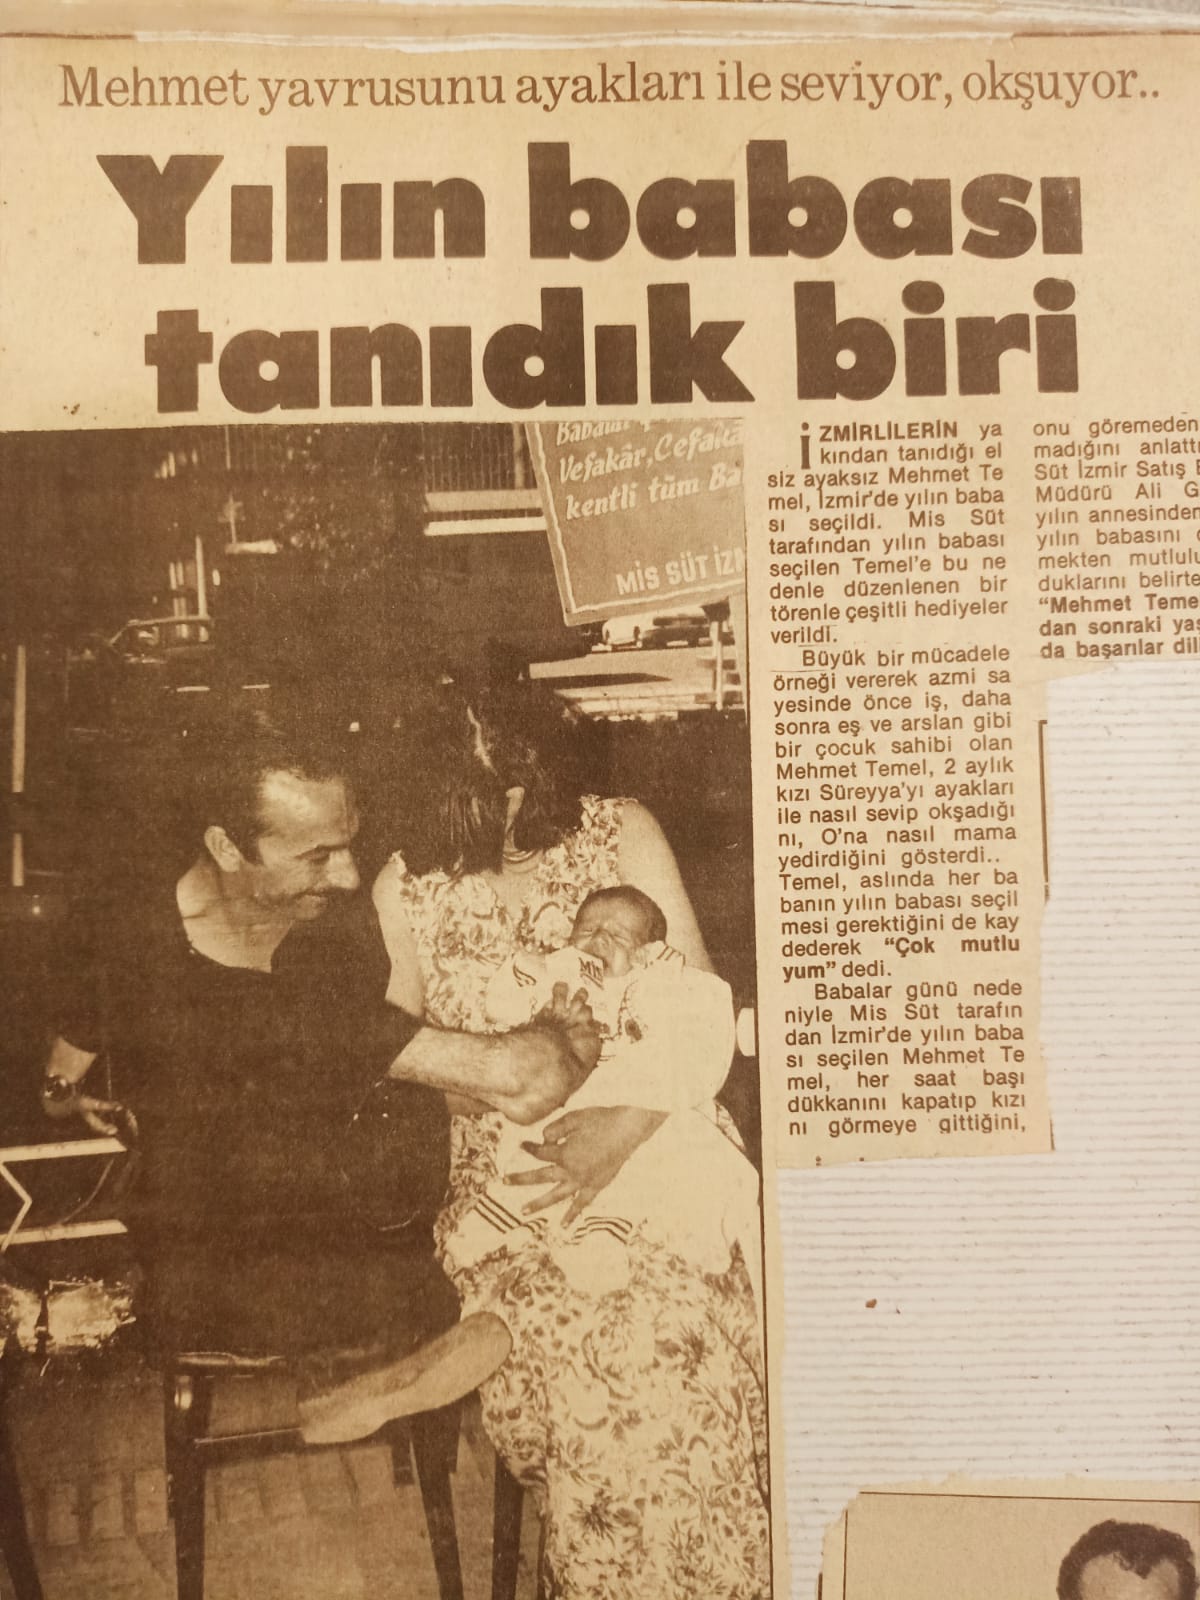 Mehmet yavrusunu ayakları ile seviyor, okşuyor..
Yılın babası
tanıdık biri
Vefakâr, Cefakâ
kentli tüm Ba
MİS SÜT İZM
İZMİRLİLERİN ya
kından tanıdığı el
siz ayaksız Mehmet Te
mel, İzmir'de yılın baba
sı seçildi. Mis Süt
tarafından yılın babası
seçilen Temel'e bu ne
denle düzenlenen bir
törenle çeşitli hediyeler
verildi.
Büyük bir mücadele
örneği vererek azmi sa
yesinde önce iş, daha
sonra eş ve arslan gibi
bir çocuk sahibi olan
Mehmet Temel, 2 aylık
kızı Süreyya'yı ayakları
ile nasıl sevip okşadığı
nı, O'na nasıl mama
yedirdiğini gösterdi..
Temel, aslında her ba
banın yılın babası seçil
mesi gerektiğini de kay
dederek "Çok mutlu
yum" dedi.
Babalar günü nede
niyle Mis Süt tarafın
dan İzmir'de yılın baba
sı seçilen Mehmet Te
mel, her saat başı
dükkanını kapatıp kızı
nı görmeye gittiğini,
onu göremeden
madığını anlattı
Süt İzmir Satış
Müdürü Ali G
yılın annesinden
yılın babasını
mekten mutlulu
duklarını belirte
"Mehmet Teme
dan sonraki yaş
da başarılar dil
MİS